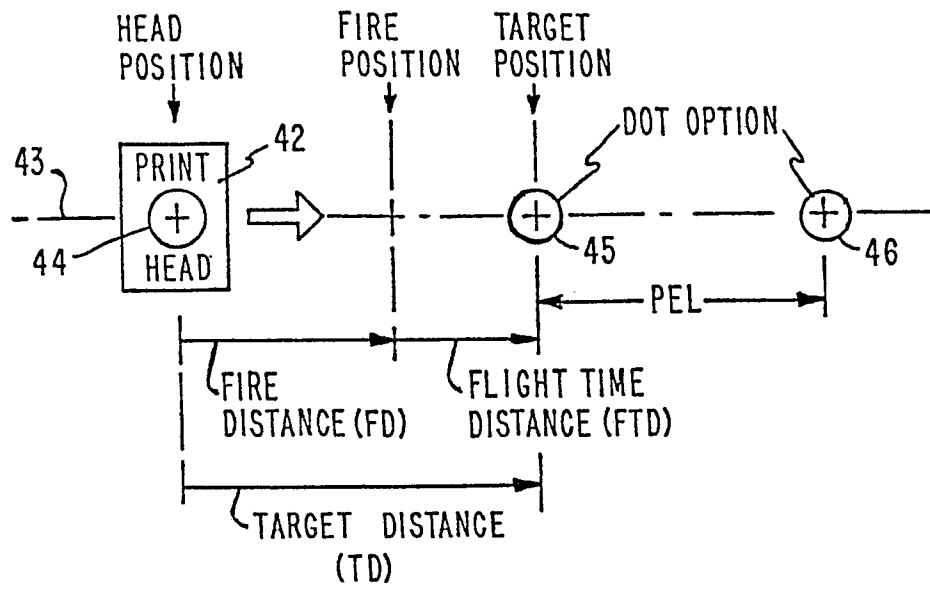 HEAD
POSITION
FIRE
POSITION
TARGET
POSITION
DOT OPTION
43
42
PRINT
HEAD
44
45
46
PEL
FIRE
DISTANCE (FD)
FLIGHT TIME
DISTANCE (FTD)
TARGET DISTANCE
(TD)